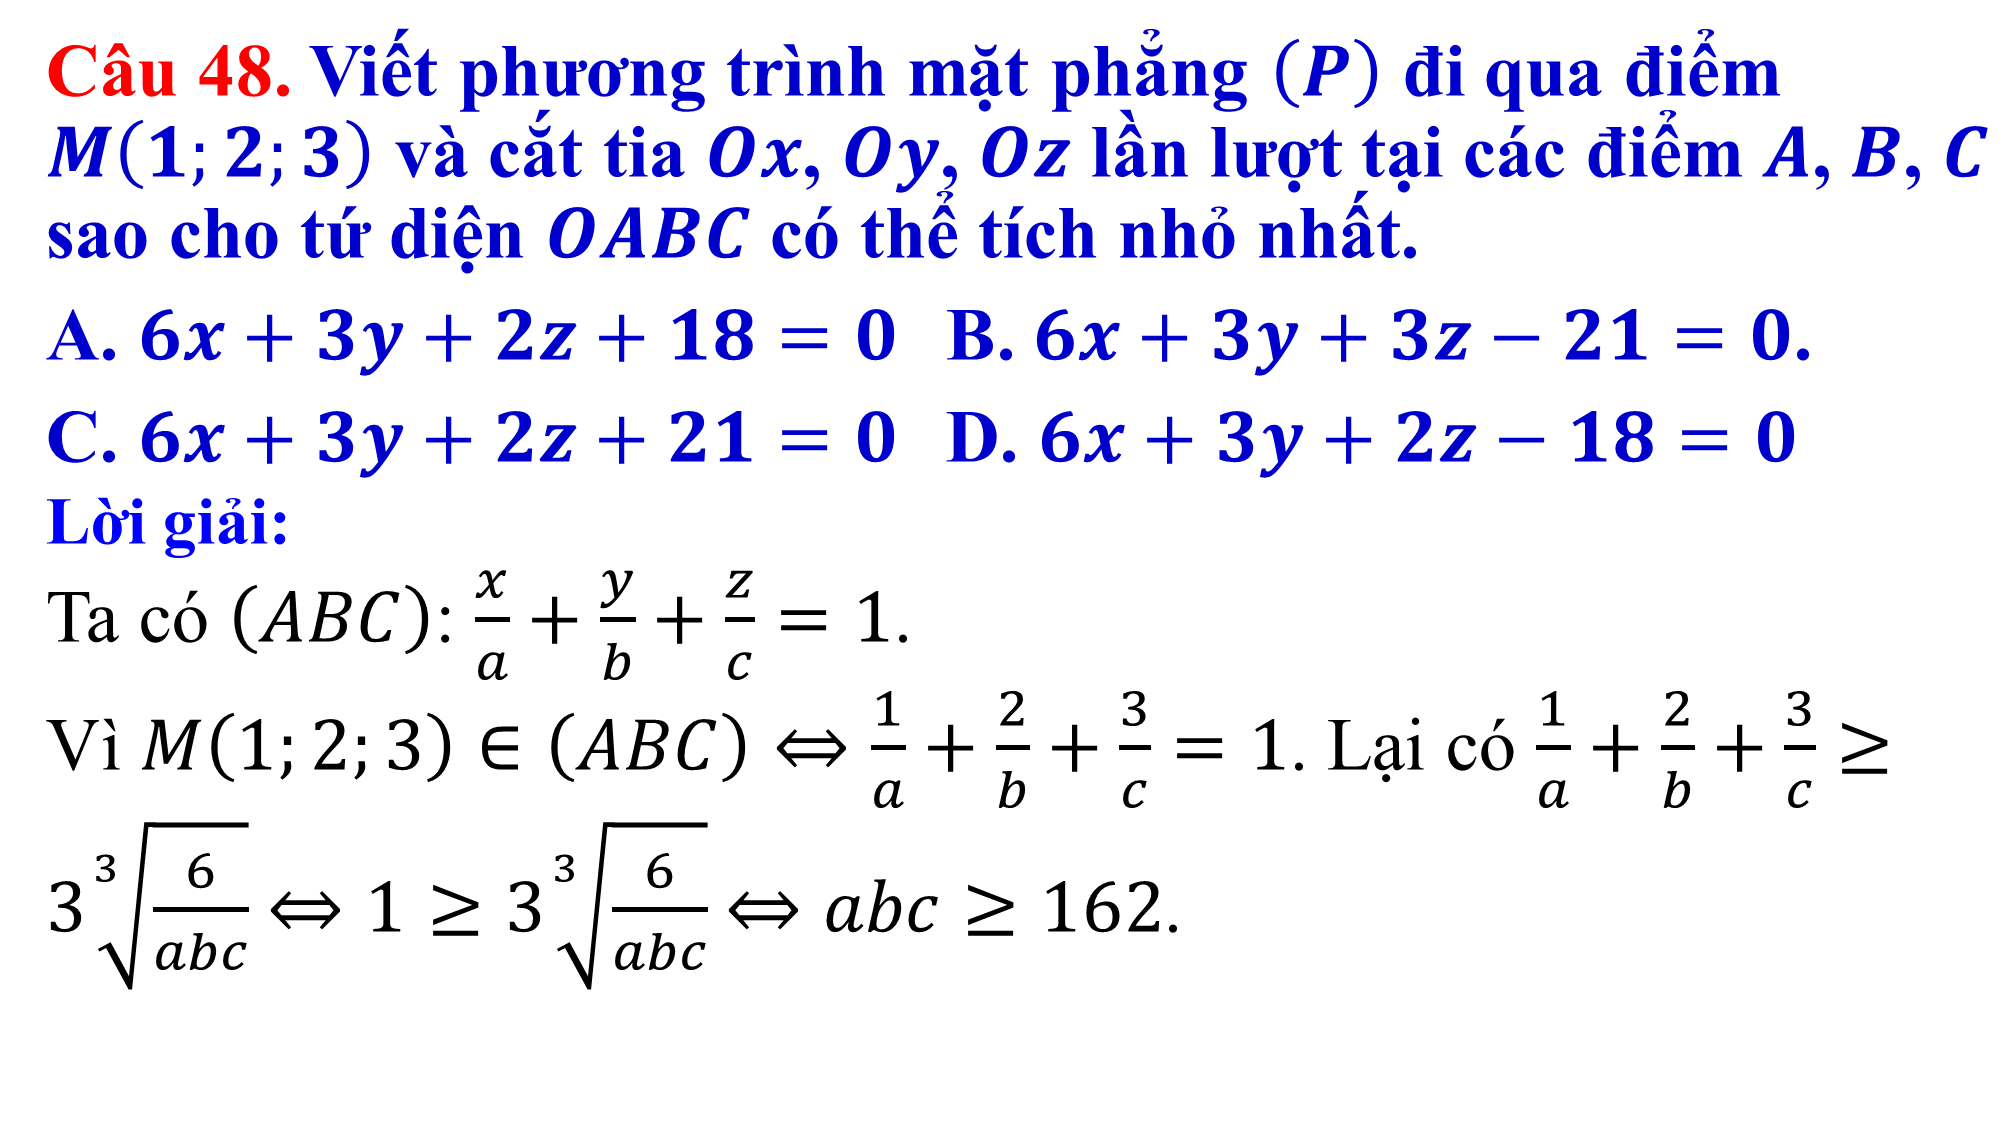 Câu 48. Viết phương trình mặt phẳng (P) đi qua điểm
M(1; 2; 3) và cắt tia Ox, Oy, Oz lần lượt tại các điểm A, B, C
sao cho tứ diện OABC có thể tích nhỏ nhất.
A. 6x + 3y + 2z + 18 = 0 B. 6x + 3y + 3z − 21 = 0.
C. 6x + 3y + 2z + 21 = 0 D. 6x + 3y + 2z − 18 = 0
Lời giải:
Ta có (ABC): x/a + y/b + z/c = 1.
Vì M(1; 2; 3) ∈ (ABC) ⇔ 1/a + 2/b + 3/c = 1. Lại có 1/a + 2/b + 3/c ≥
3∛(6/abc) ⇔ 1 ≥ 3∛(6/abc) ⇔ abc ≥ 162.